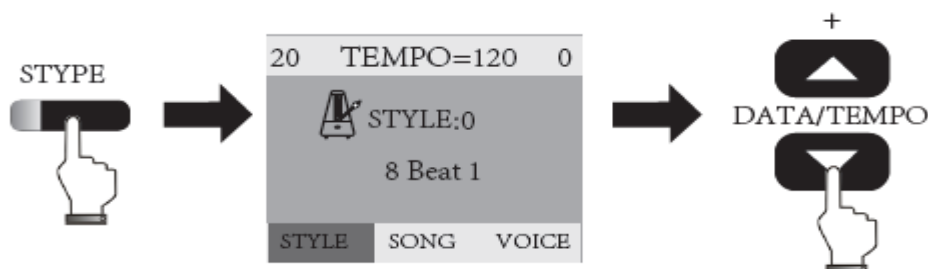 STYPE
20 TEMPO=120 0
STYLE:0
8 Beat 1
STYLE SONG VOICE
+
DATA/TEMPO